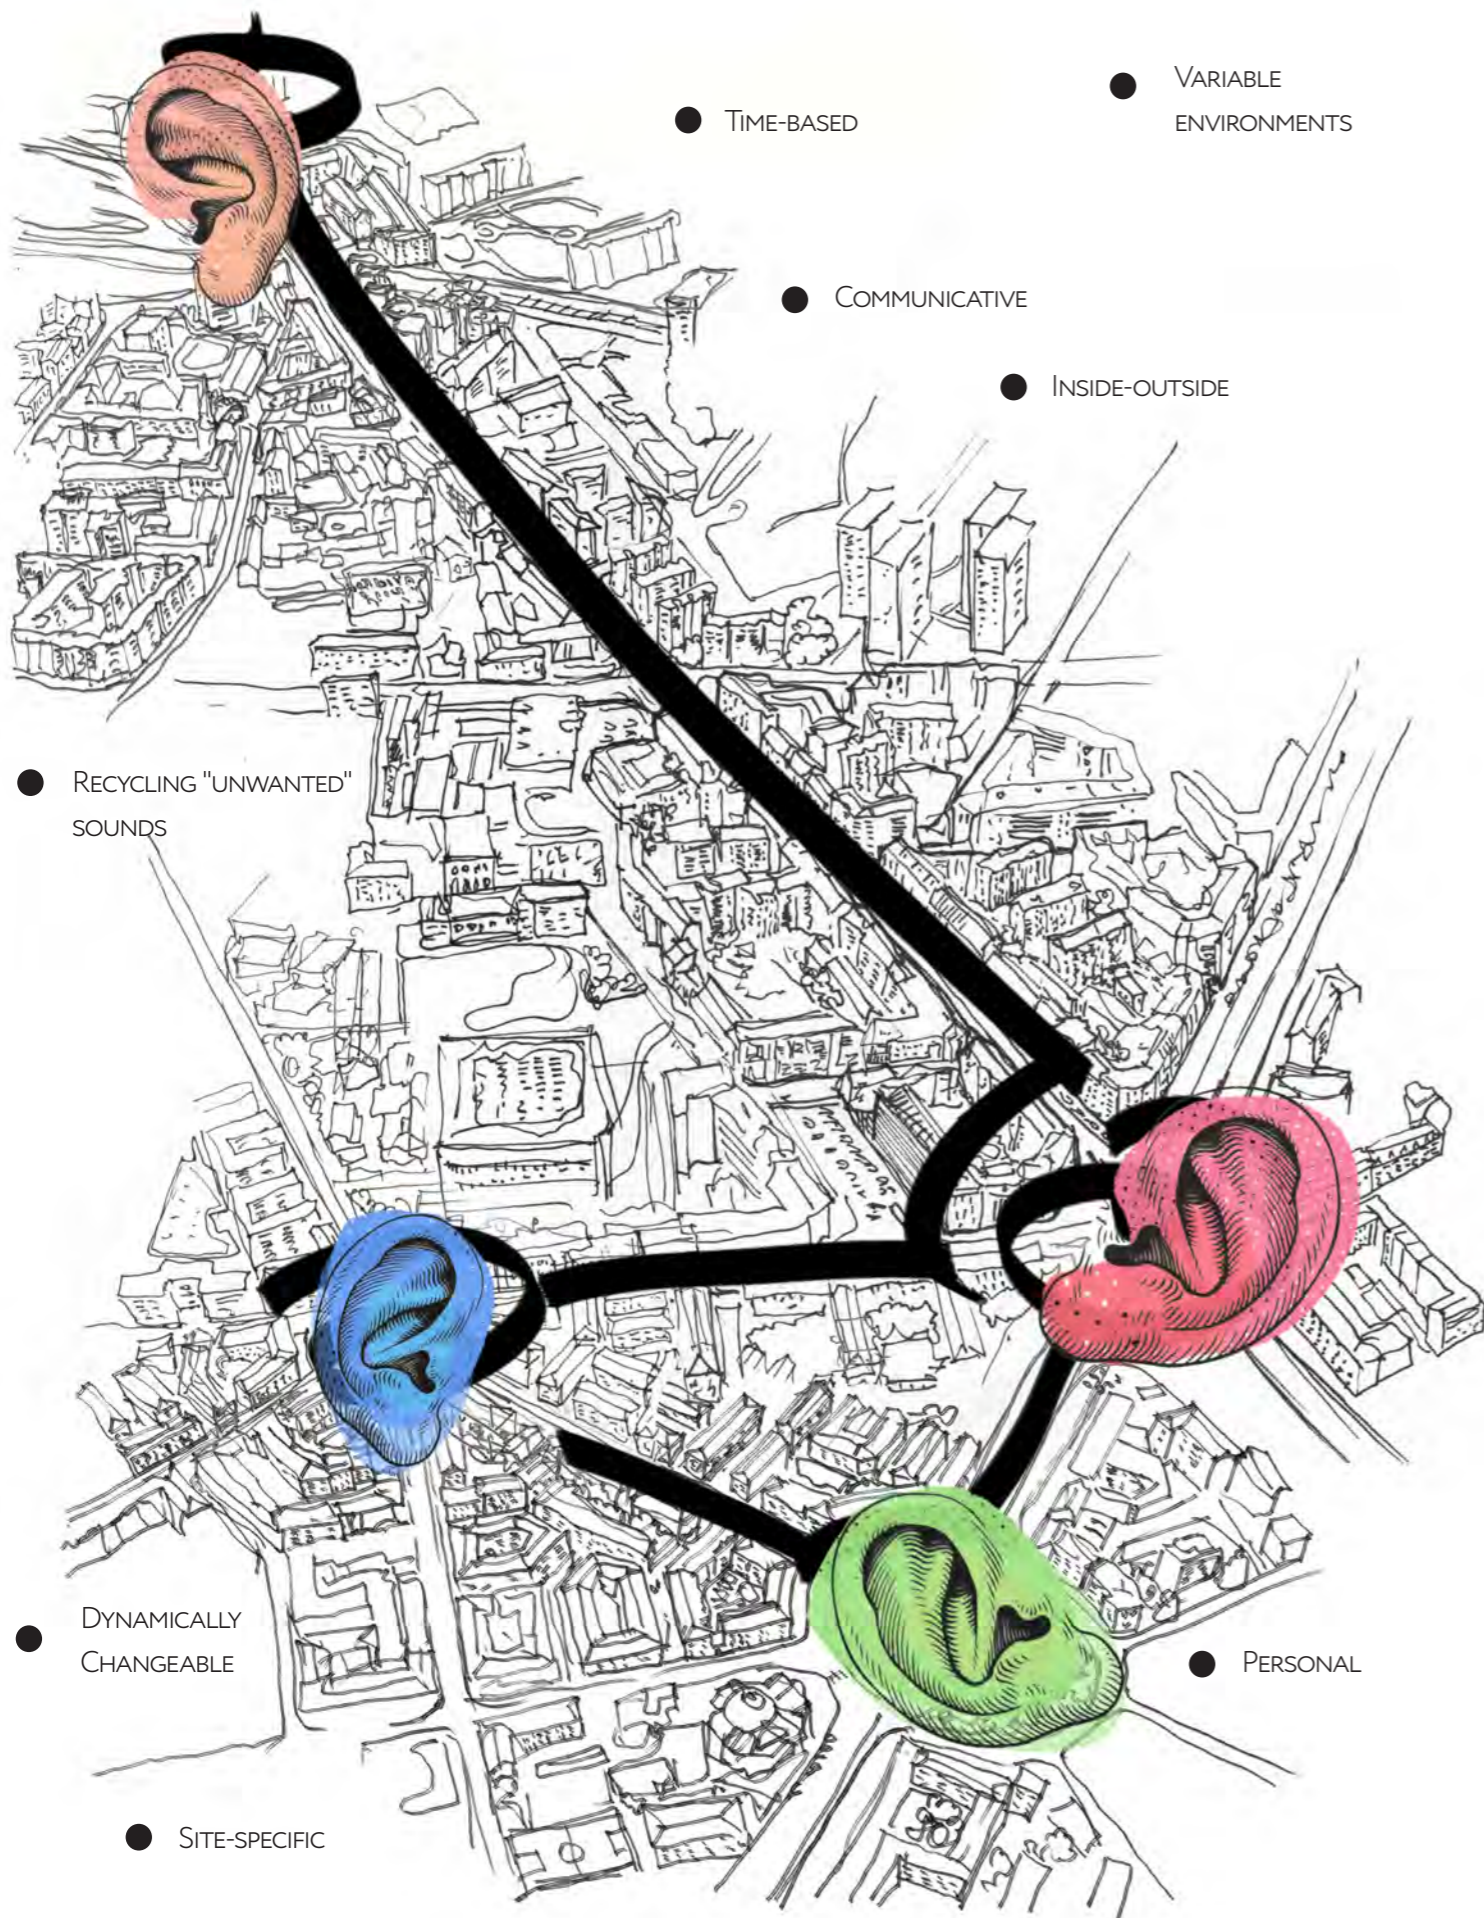 VARIABLE
ENVIRONMENTS
TIME-BASED
COMMUNICATIVE
INSIDE-OUTSIDE
RECYCLING "UNWANTED"
SOUNDS
DYNAMICALLY
CHANGEABLE
PERSONAL
SITE-SPECIFIC